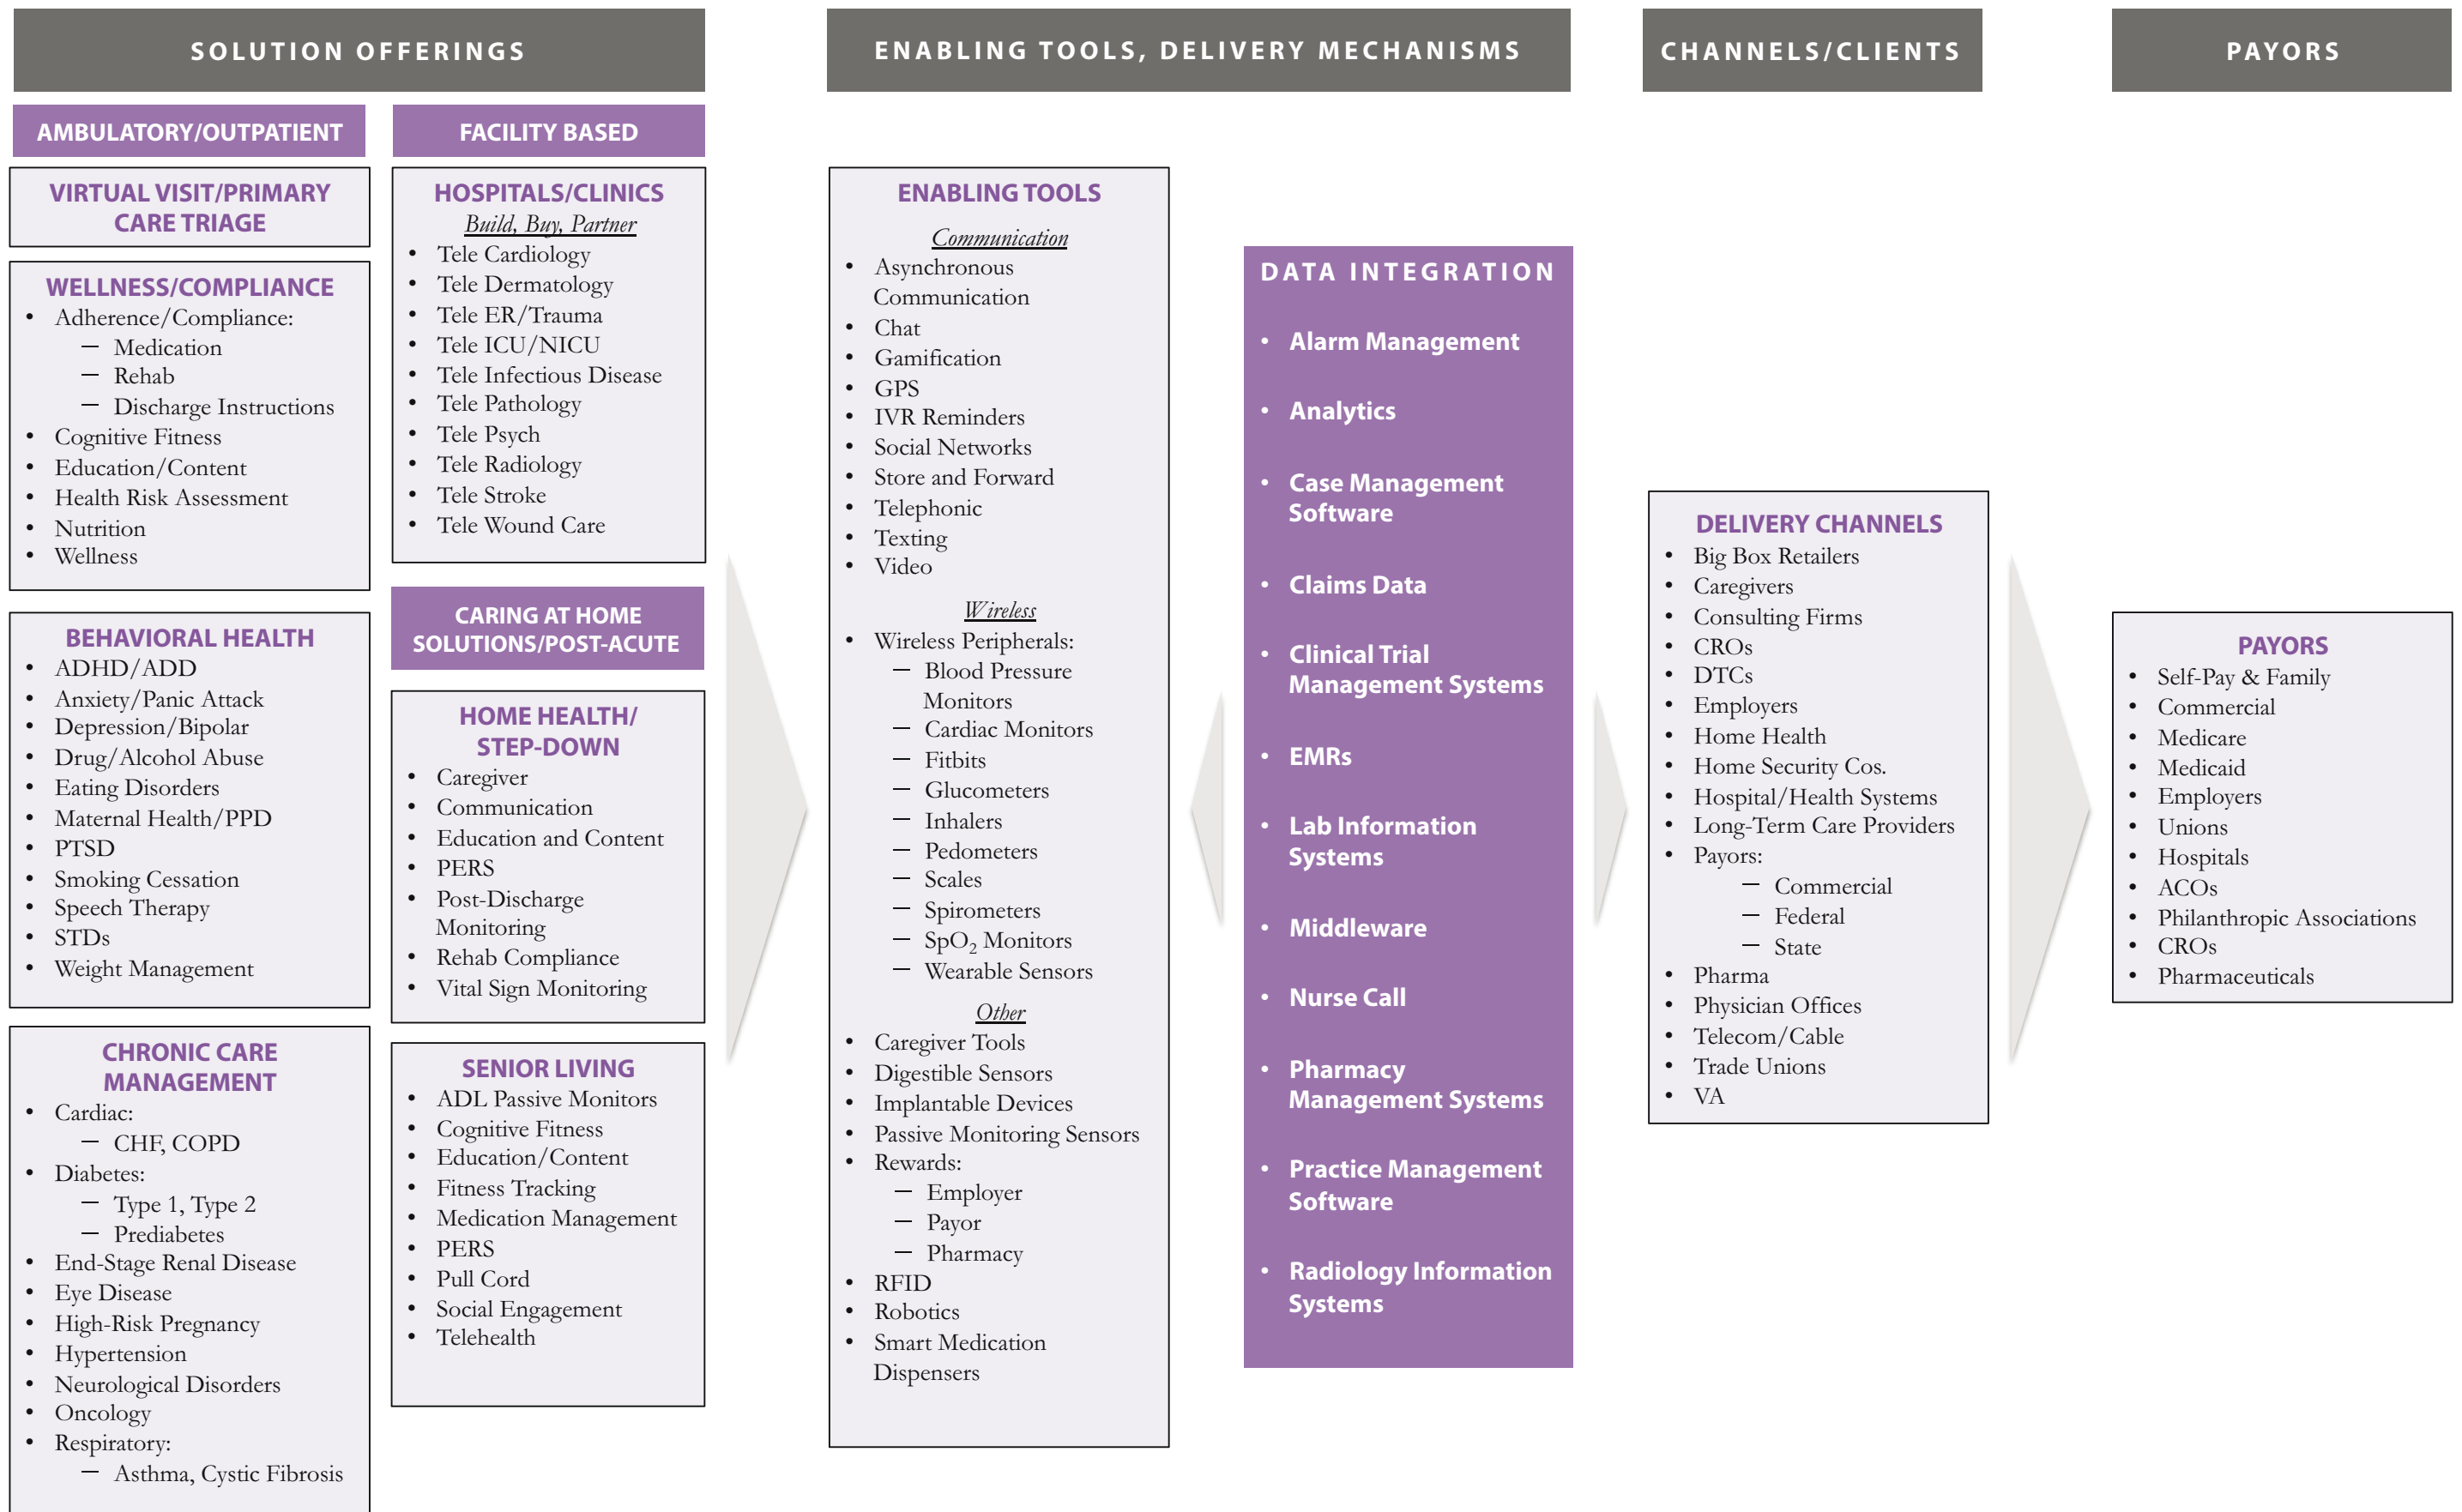 SOLUTION OFFERINGS
AMBULATORY/OUTPATIENT
VIRTUAL VISIT/PRIMARY
CARE TRIAGE
WELLNESS/COMPLIANCE
• Adherence/Compliance:
— Medication
— Rehab
— Discharge Instructions
• Cognitive Fitness
• Education/Content
• Health Risk Assessment
• Nutrition
• Wellness
BEHAVIORAL HEALTH
• ADHD/ADD
• Anxiety/Panic Attack
• Depression/Bipolar
• Drug/Alcohol Abuse
• Eating Disorders
• Maternal Health/PPD
• PTSD
• Smoking Cessation
• Speech Therapy
• STDs
• Weight Management
CHRONIC CARE
MANAGEMENT
• Cardiac:
— CHF, COPD
• Diabetes:
— Type 1, Type 2
— Prediabetes
• End-Stage Renal Disease
• Eye Disease
• High-Risk Pregnancy
• Hypertension
• Neurological Disorders
• Oncology
• Respiratory:
— Asthma, Cystic Fibrosis
FACILITY BASED
HOSPITALS/CLINICS
Build, Buy, Partner
• Tele Cardiology
• Tele Dermatology
• Tele ER/Trauma
• Tele ICU/NICU
• Tele Infectious Disease
• Tele Pathology
• Tele Psych
• Tele Radiology
• Tele Stroke
• Tele Wound Care
CARING AT HOME
SOLUTIONS/POST-ACUTE
HOME HEALTH/
STEP-DOWN
• Caregiver
• Communication
• Education and Content
• PERS
• Post-Discharge
Monitoring
• Rehab Compliance
• Vital Sign Monitoring
SENIOR LIVING
• ADL Passive Monitors
• Cognitive Fitness
• Education/Content
• Fitness Tracking
• Medication Management
• PERS
• Pull Cord
• Social Engagement
• Telehealth
ENABLING TOOLS, DELIVERY MECHANISMS
ENABLING TOOLS
Communication
• Asynchronous
Communication
• Chat
• Gamification
• GPS
• IVR Reminders
• Social Networks
• Store and Forward
• Telephonic
• Texting
• Video
Wireless
• Wireless Peripherals:
— Blood Pressure
Monitors
— Cardiac Monitors
— Fitbits
— Glucometers
— Inhalers
— Pedometers
— Scales
— Spirometers
— SpO₂ Monitors
— Wearable Sensors
Other
• Caregiver Tools
• Digestible Sensors
• Implantable Devices
• Passive Monitoring Sensors
• Rewards:
— Employer
— Payor
— Pharmacy
• RFID
• Robotics
• Smart Medication
Dispensers
DATA INTEGRATION
• Alarm Management
• Analytics
• Case Management
Software
• Claims Data
• Clinical Trial
Management Systems
• EMRs
• Lab Information
Systems
• Middleware
• Nurse Call
• Pharmacy
Management Systems
• Practice Management
Software
• Radiology Information
Systems
CHANNELS/CLIENTS
DELIVERY CHANNELS
• Big Box Retailers
• Caregivers
• Consulting Firms
• CROs
• DTCs
• Employers
• Home Health
• Home Security Cos.
• Hospital/Health Systems
• Long-Term Care Providers
• Payors:
— Commercial
— Federal
— State
• Pharma
• Physician Offices
• Telecom/Cable
• Trade Unions
• VA
PAYORS
PAYORS
• Self-Pay & Family
• Commercial
• Medicare
• Medicaid
• Employers
• Unions
• Hospitals
• ACOs
• Philanthropic Associations
• CROs
• Pharmaceuticals